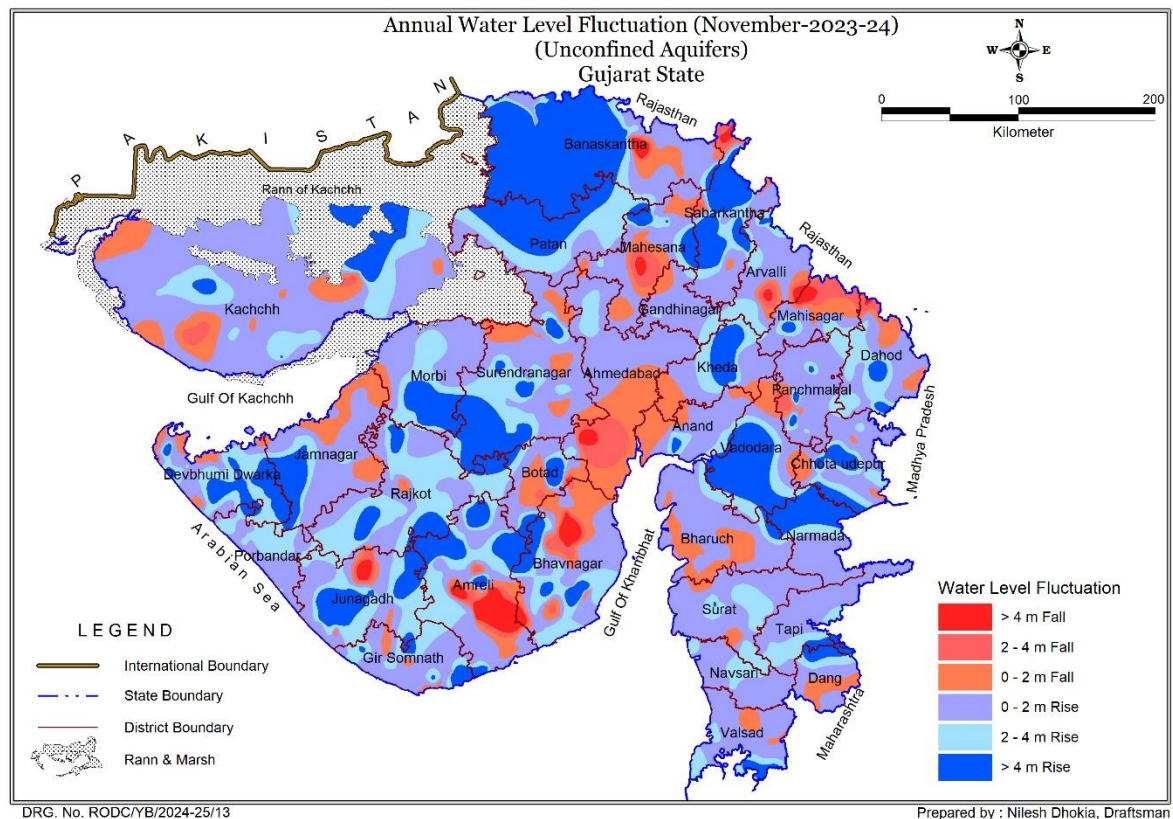 Annual Water Level Fluctuation (November-2023-24)
(Unconfined Aquifers)
Gujarat State
N
W E
S
0 100 200
Kilometer
PAKISTAN
Rann of Kachchh
Rajasthan
Banaskantha
Sabarkantha
Patan
Mahesana
Rajasthan
Arvalli
Kachchh
Gandhinagar
Mahisagar
Dahod
Morbi
Surendranagar
Ahmedabad
Kheda
Panchmahal
Gulf Of Kachchh
Anand
Madhya Pradesh
Jamnagar
Devbhumi Dwarka
Botad
Vadodara
Chhota udepur
Rajkot
Arabian Sea
Porbandar
Bharuch
Narmada
Bhavnagar
Gulf Of Khambhat
Junagadh
Amreli
Surat
Tapi
Gir Somnath
Navsari
Dang
Maharashtra
Valsad
LEGEND
International Boundary
State Boundary
District Boundary
Rann & Marsh
Water Level Fluctuation
> 4 m Fall
2 - 4 m Fall
0 - 2 m Fall
0 - 2 m Rise
2 - 4 m Rise
> 4 m Rise
DRG. No. RODC/YB/2024-25/13
Prepared by : Nilesh Dhokia, Draftsman